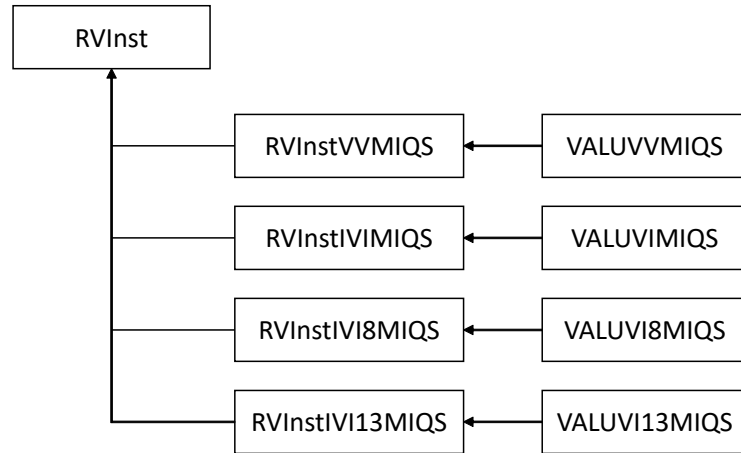 RVInst
RVInstVVMIQS
VALUVVMIQS
RVInstIVIMIQS
VALUVIMIQS
RVInstIVI8MIQS
VALUVI8MIQS
RVInstIVI13MIQS
VALUVI13MIQS